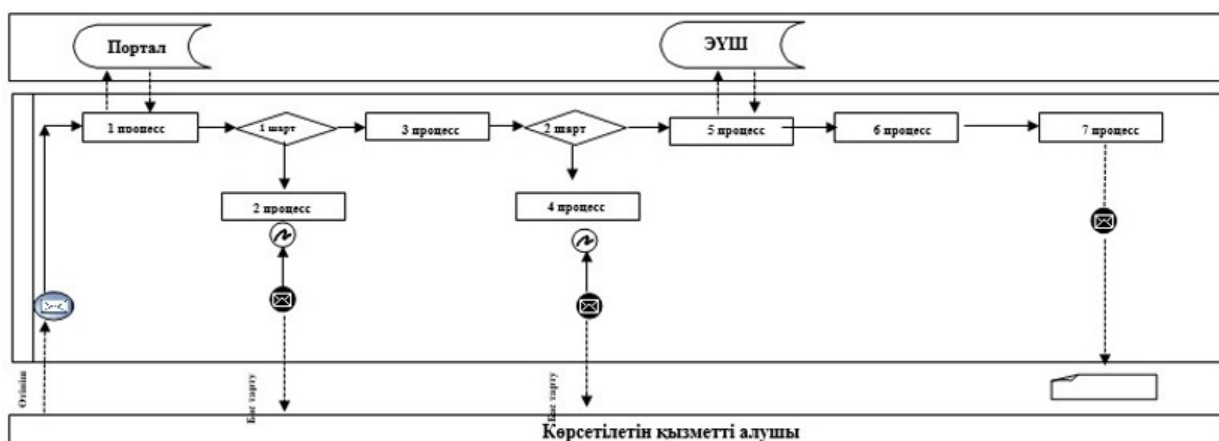 Портал
ЭҮШ
1 процесс
1 шарт
3 процесс
2 шарт
5 процесс
6 процесс
7 процесс
2 процесс
4 процесс
Өтініш
Бас тарту
Бас тарту
Көрсетілетін қызметті алушы